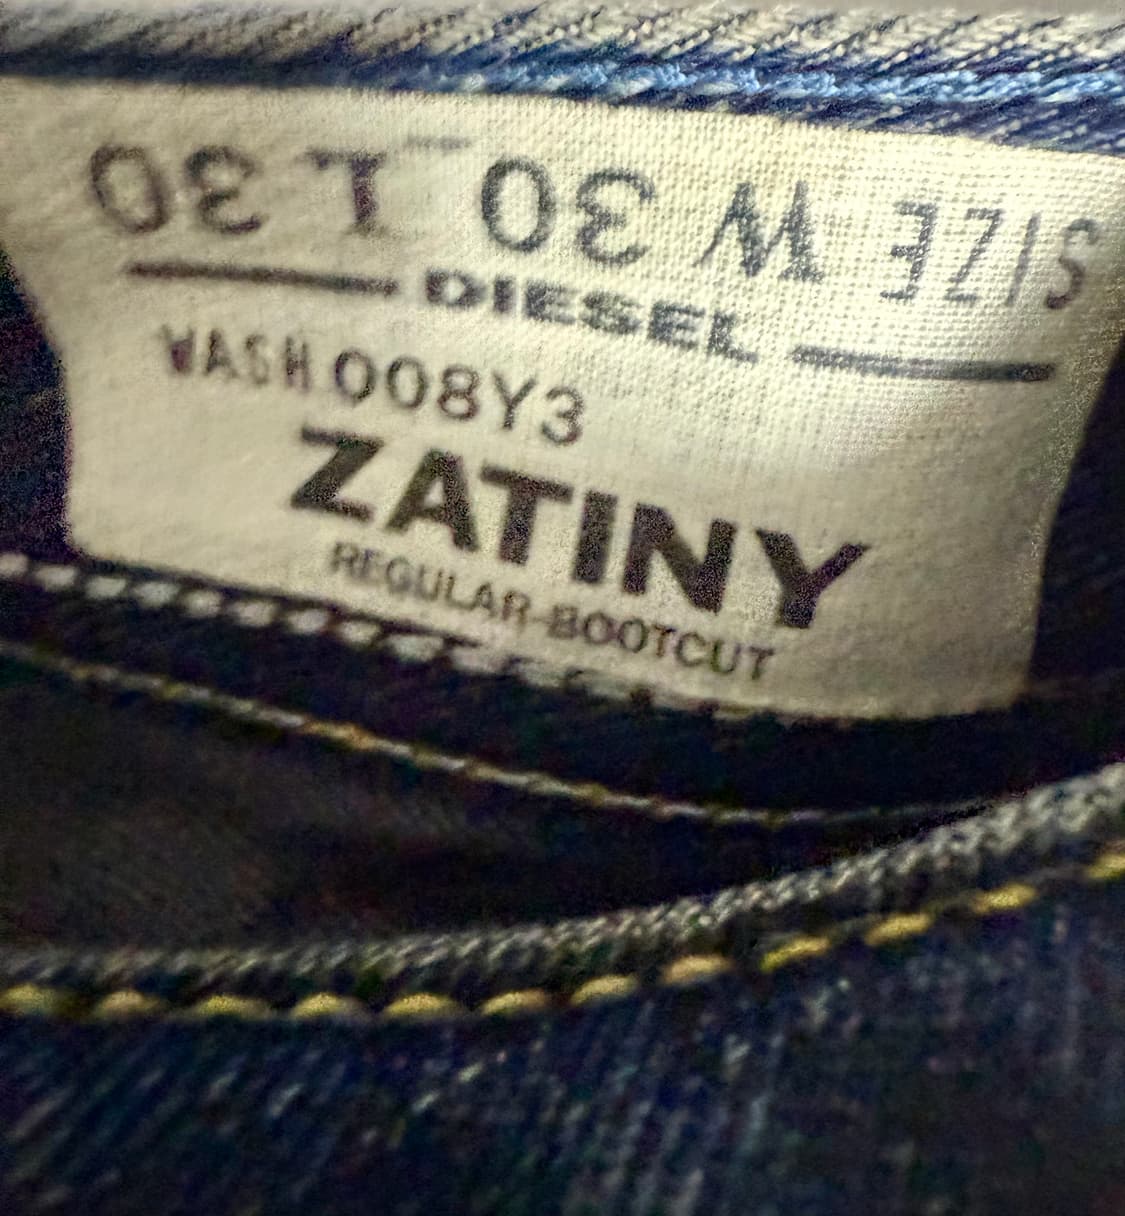 SIZE W 30 L 30
DIESEL
WASH 008Y3
ZATINY
REGULAR-BOOTCUT